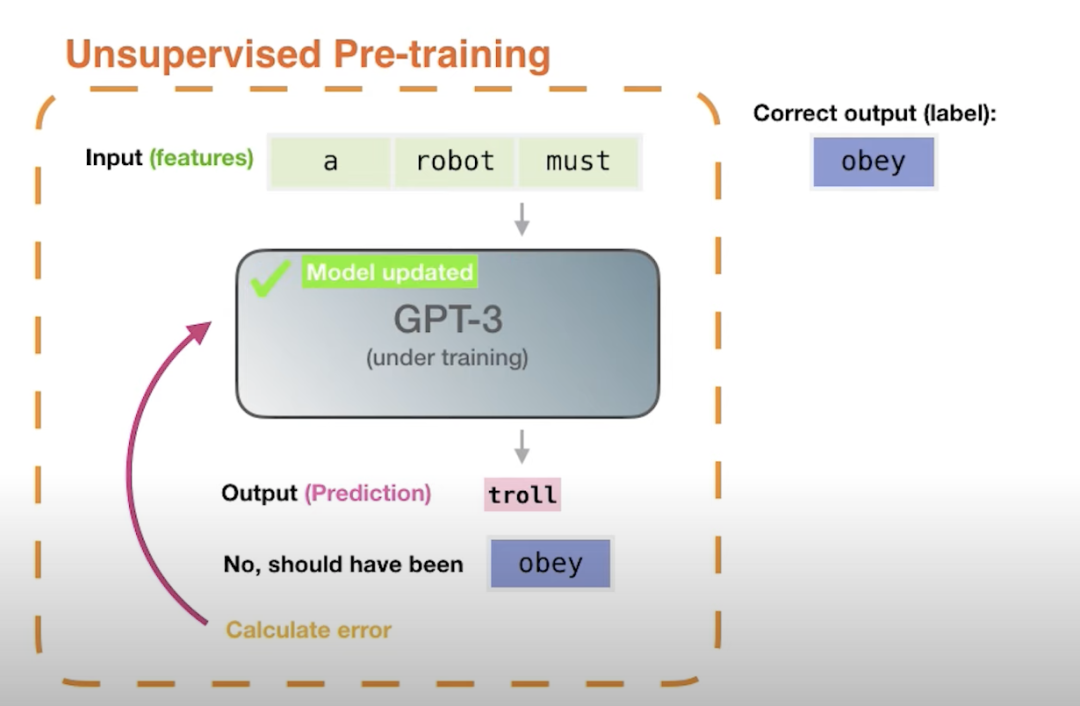 Unsupervised Pre-training
Correct output (label):
obey
Input (features) a robot must
Model updated
GPT-3
(under training)
Output (Prediction) troll
No, should have been obey
Calculate error